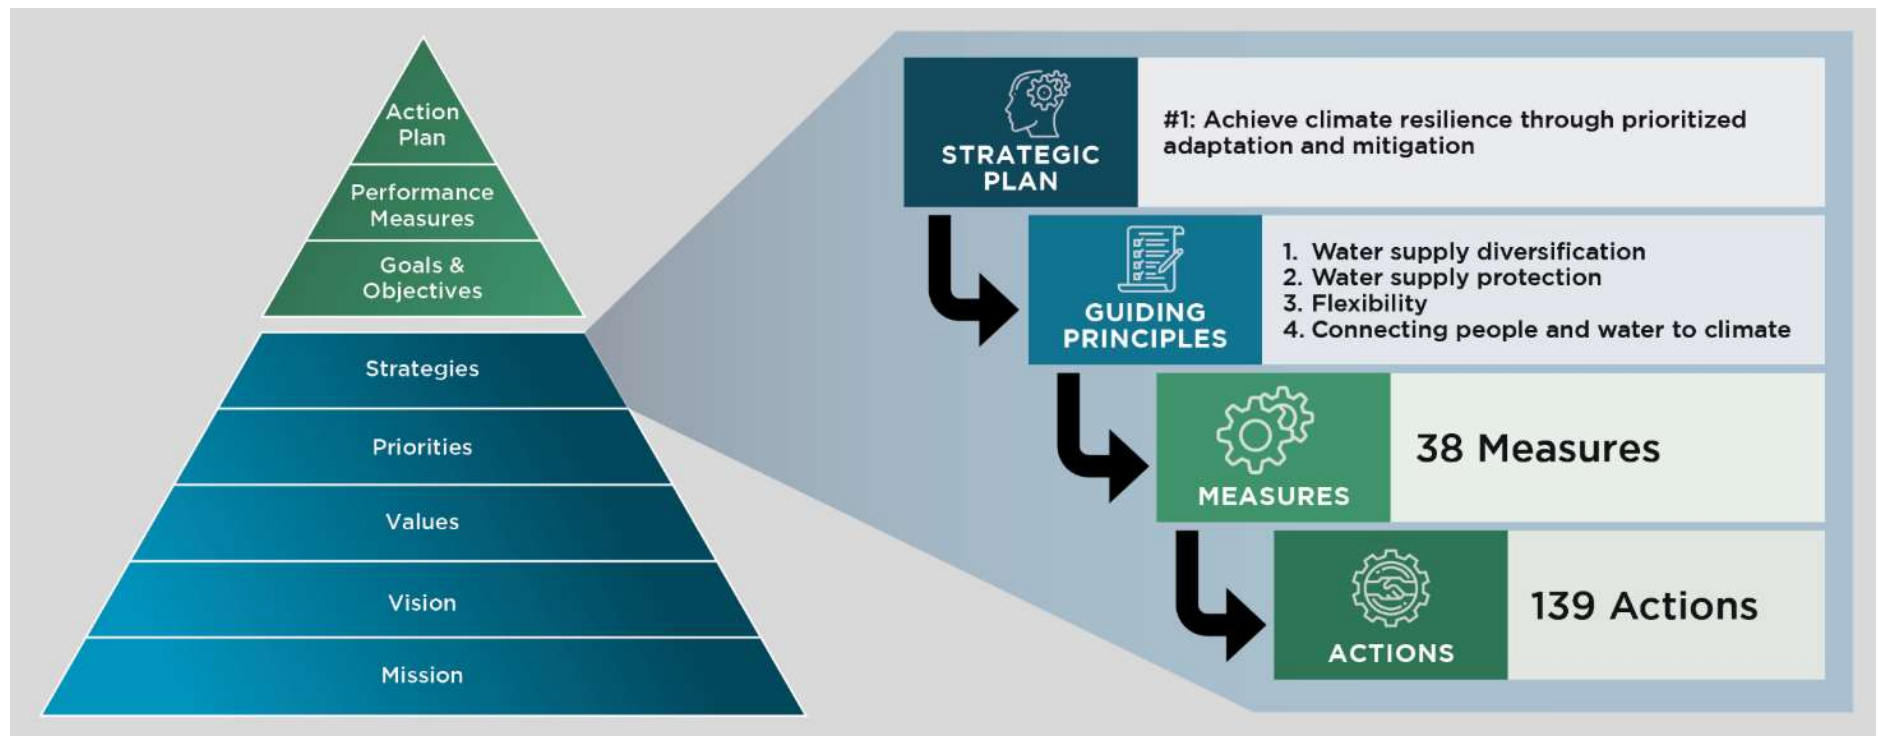 Action
Plan
Performance
Measures
Goals &
Objectives
Strategies
Priorities
Values
Vision
Mission
STRATEGIC
PLAN
#1: Achieve climate resilience through prioritized
adaptation and mitigation
GUIDING
PRINCIPLES
1. Water supply diversification
2. Water supply protection
3. Flexibility
4. Connecting people and water to climate
MEASURES
38 Measures
ACTIONS
139 Actions